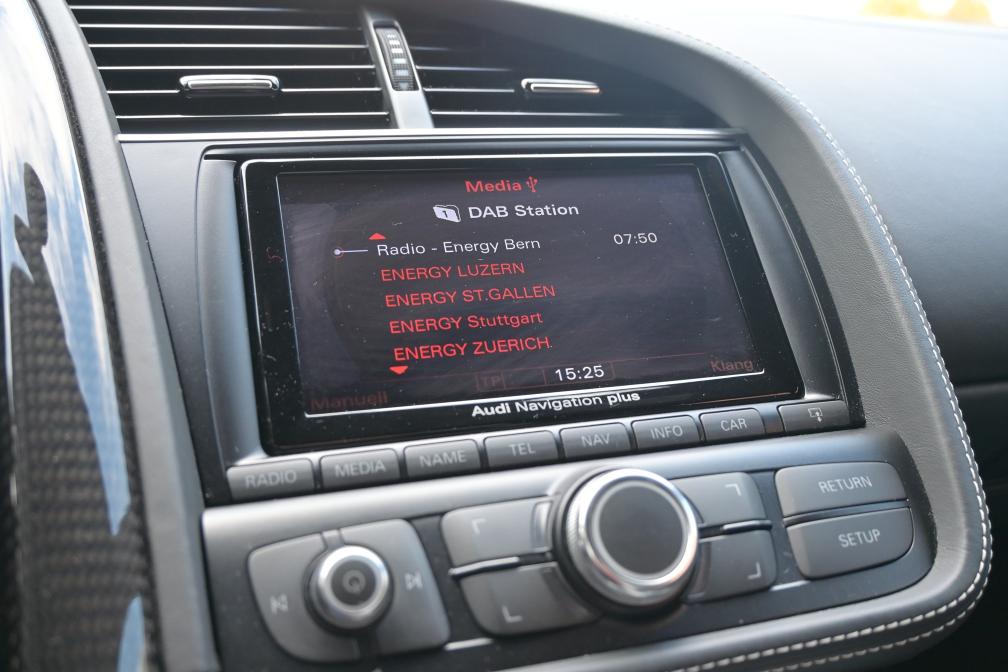 Media
1 DAB Station
Radio - Energy Bern 07:50
ENERGY LUZERN
ENERGY ST.GALLEN
ENERGY Stuttgart
ENERGY ZUERICH
Manuell TP 15:25 Klang
Audi Navigation plus
RADIO MEDIA NAME TEL NAV INFO CAR
RETURN
SETUP